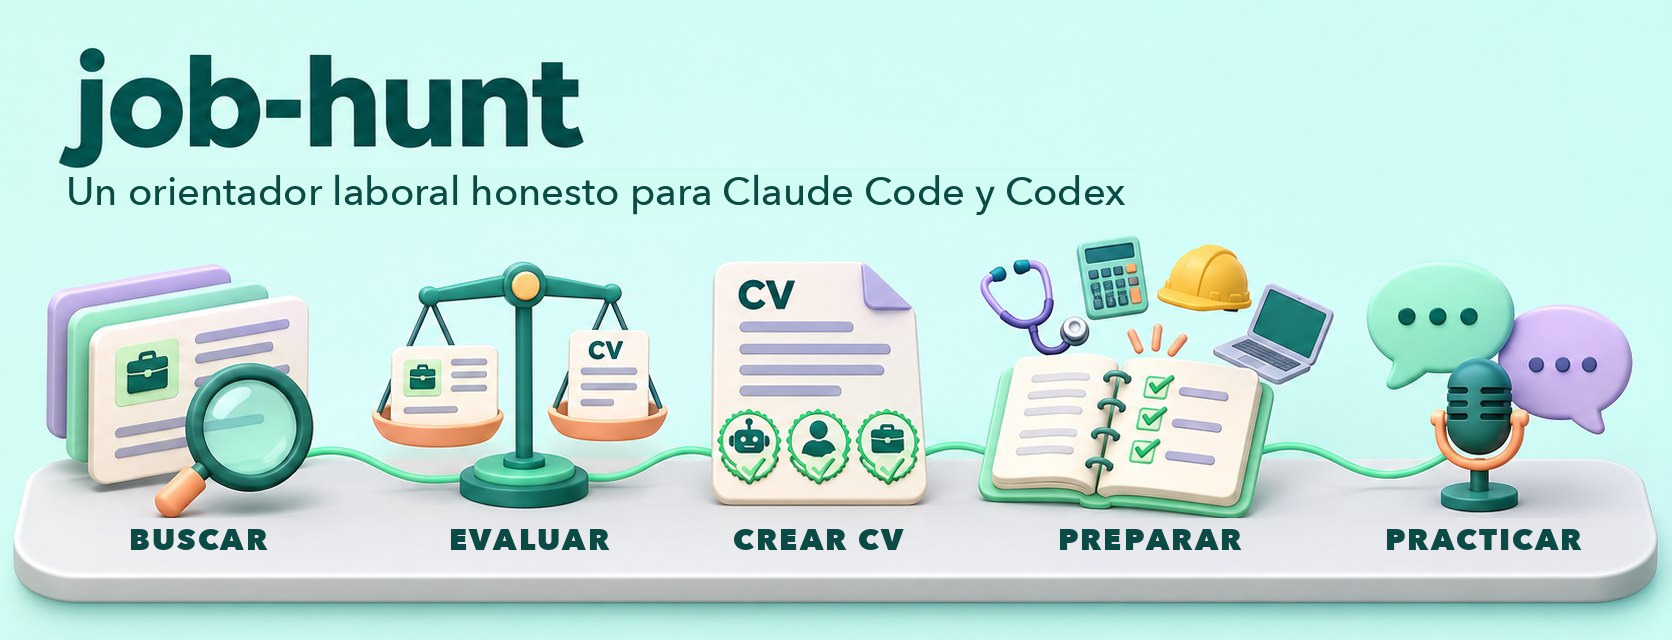 job-hunt
Un orientador laboral honesto para Claude Code y Codex
CV
CV
BUSCAR
EVALUAR
CREAR CV
PREPARAR
PRACTICAR